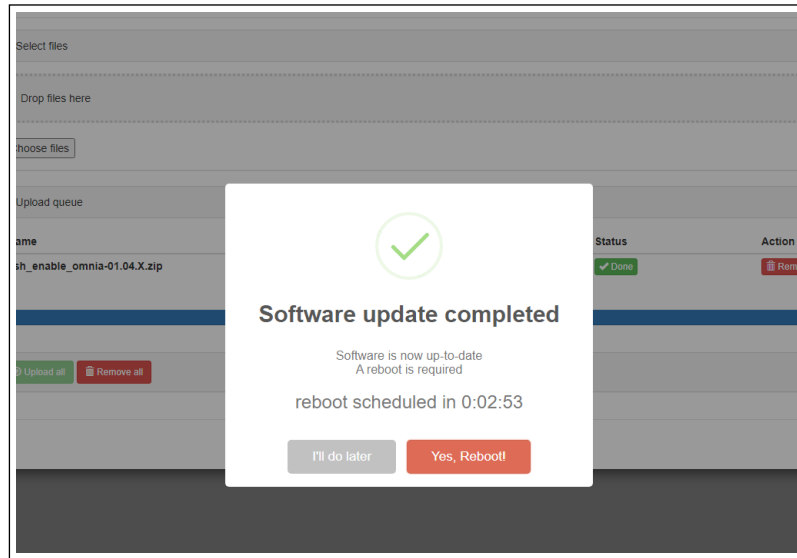 Select files
Drop files here
hoose files
Upload queue
ame Status Action
sh_enable_omnia-01.04.X.zip Done Rem
Software update completed
Software is now up-to-date
A reboot is required
Upload all Remove all
reboot scheduled in 0:02:53
I'll do later Yes, Reboot!